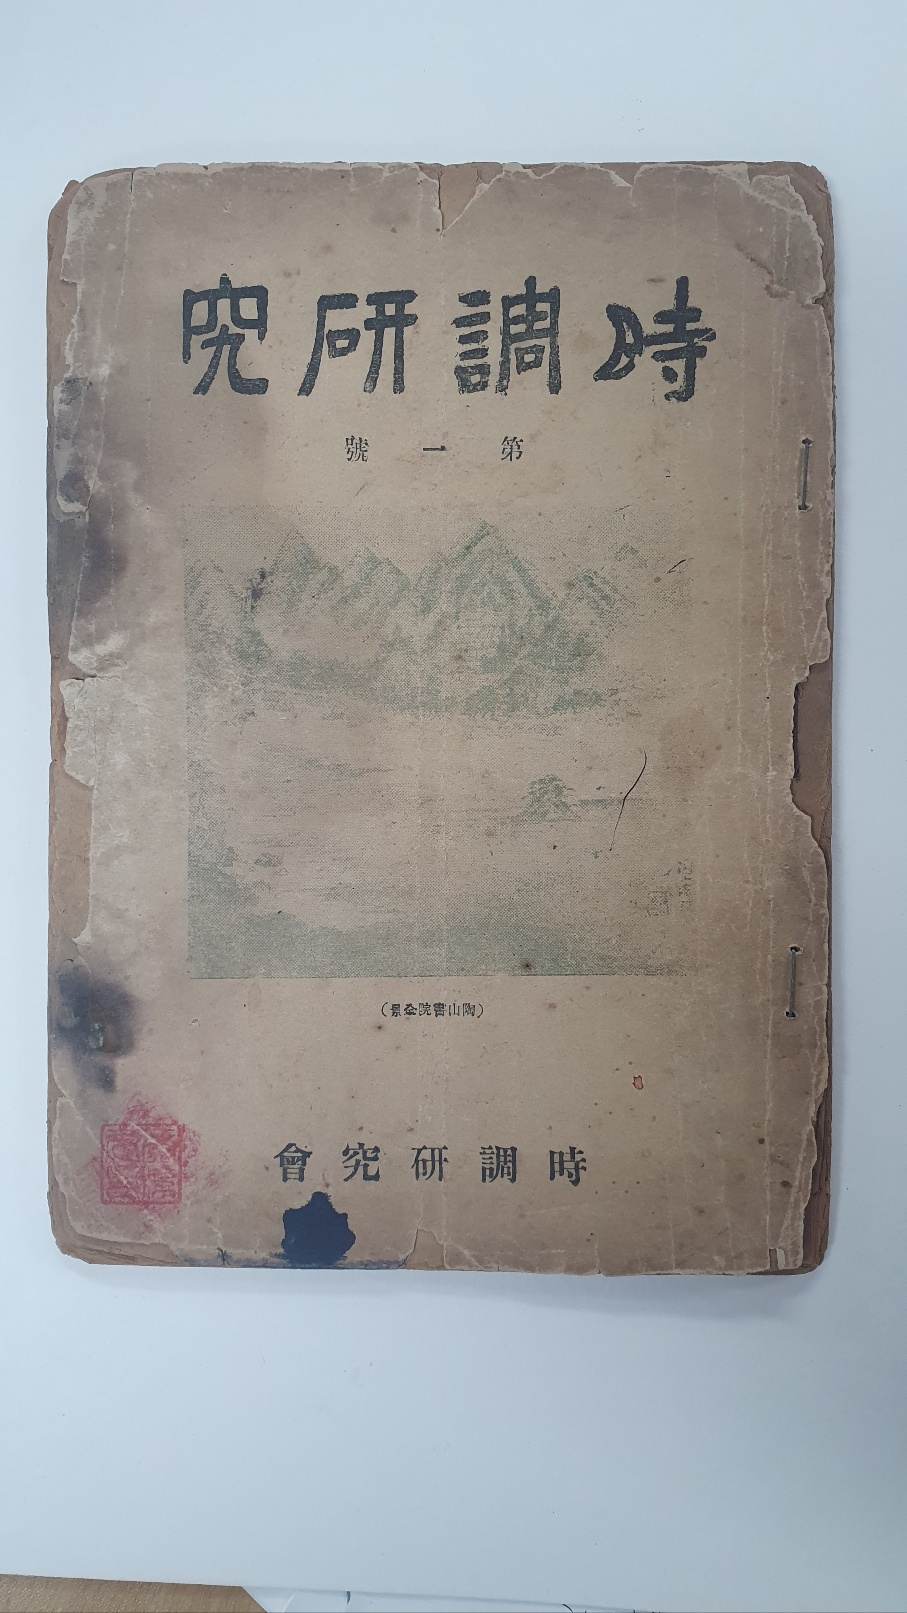 時調研究
第一號
(陶山書院全景)
時調研究會